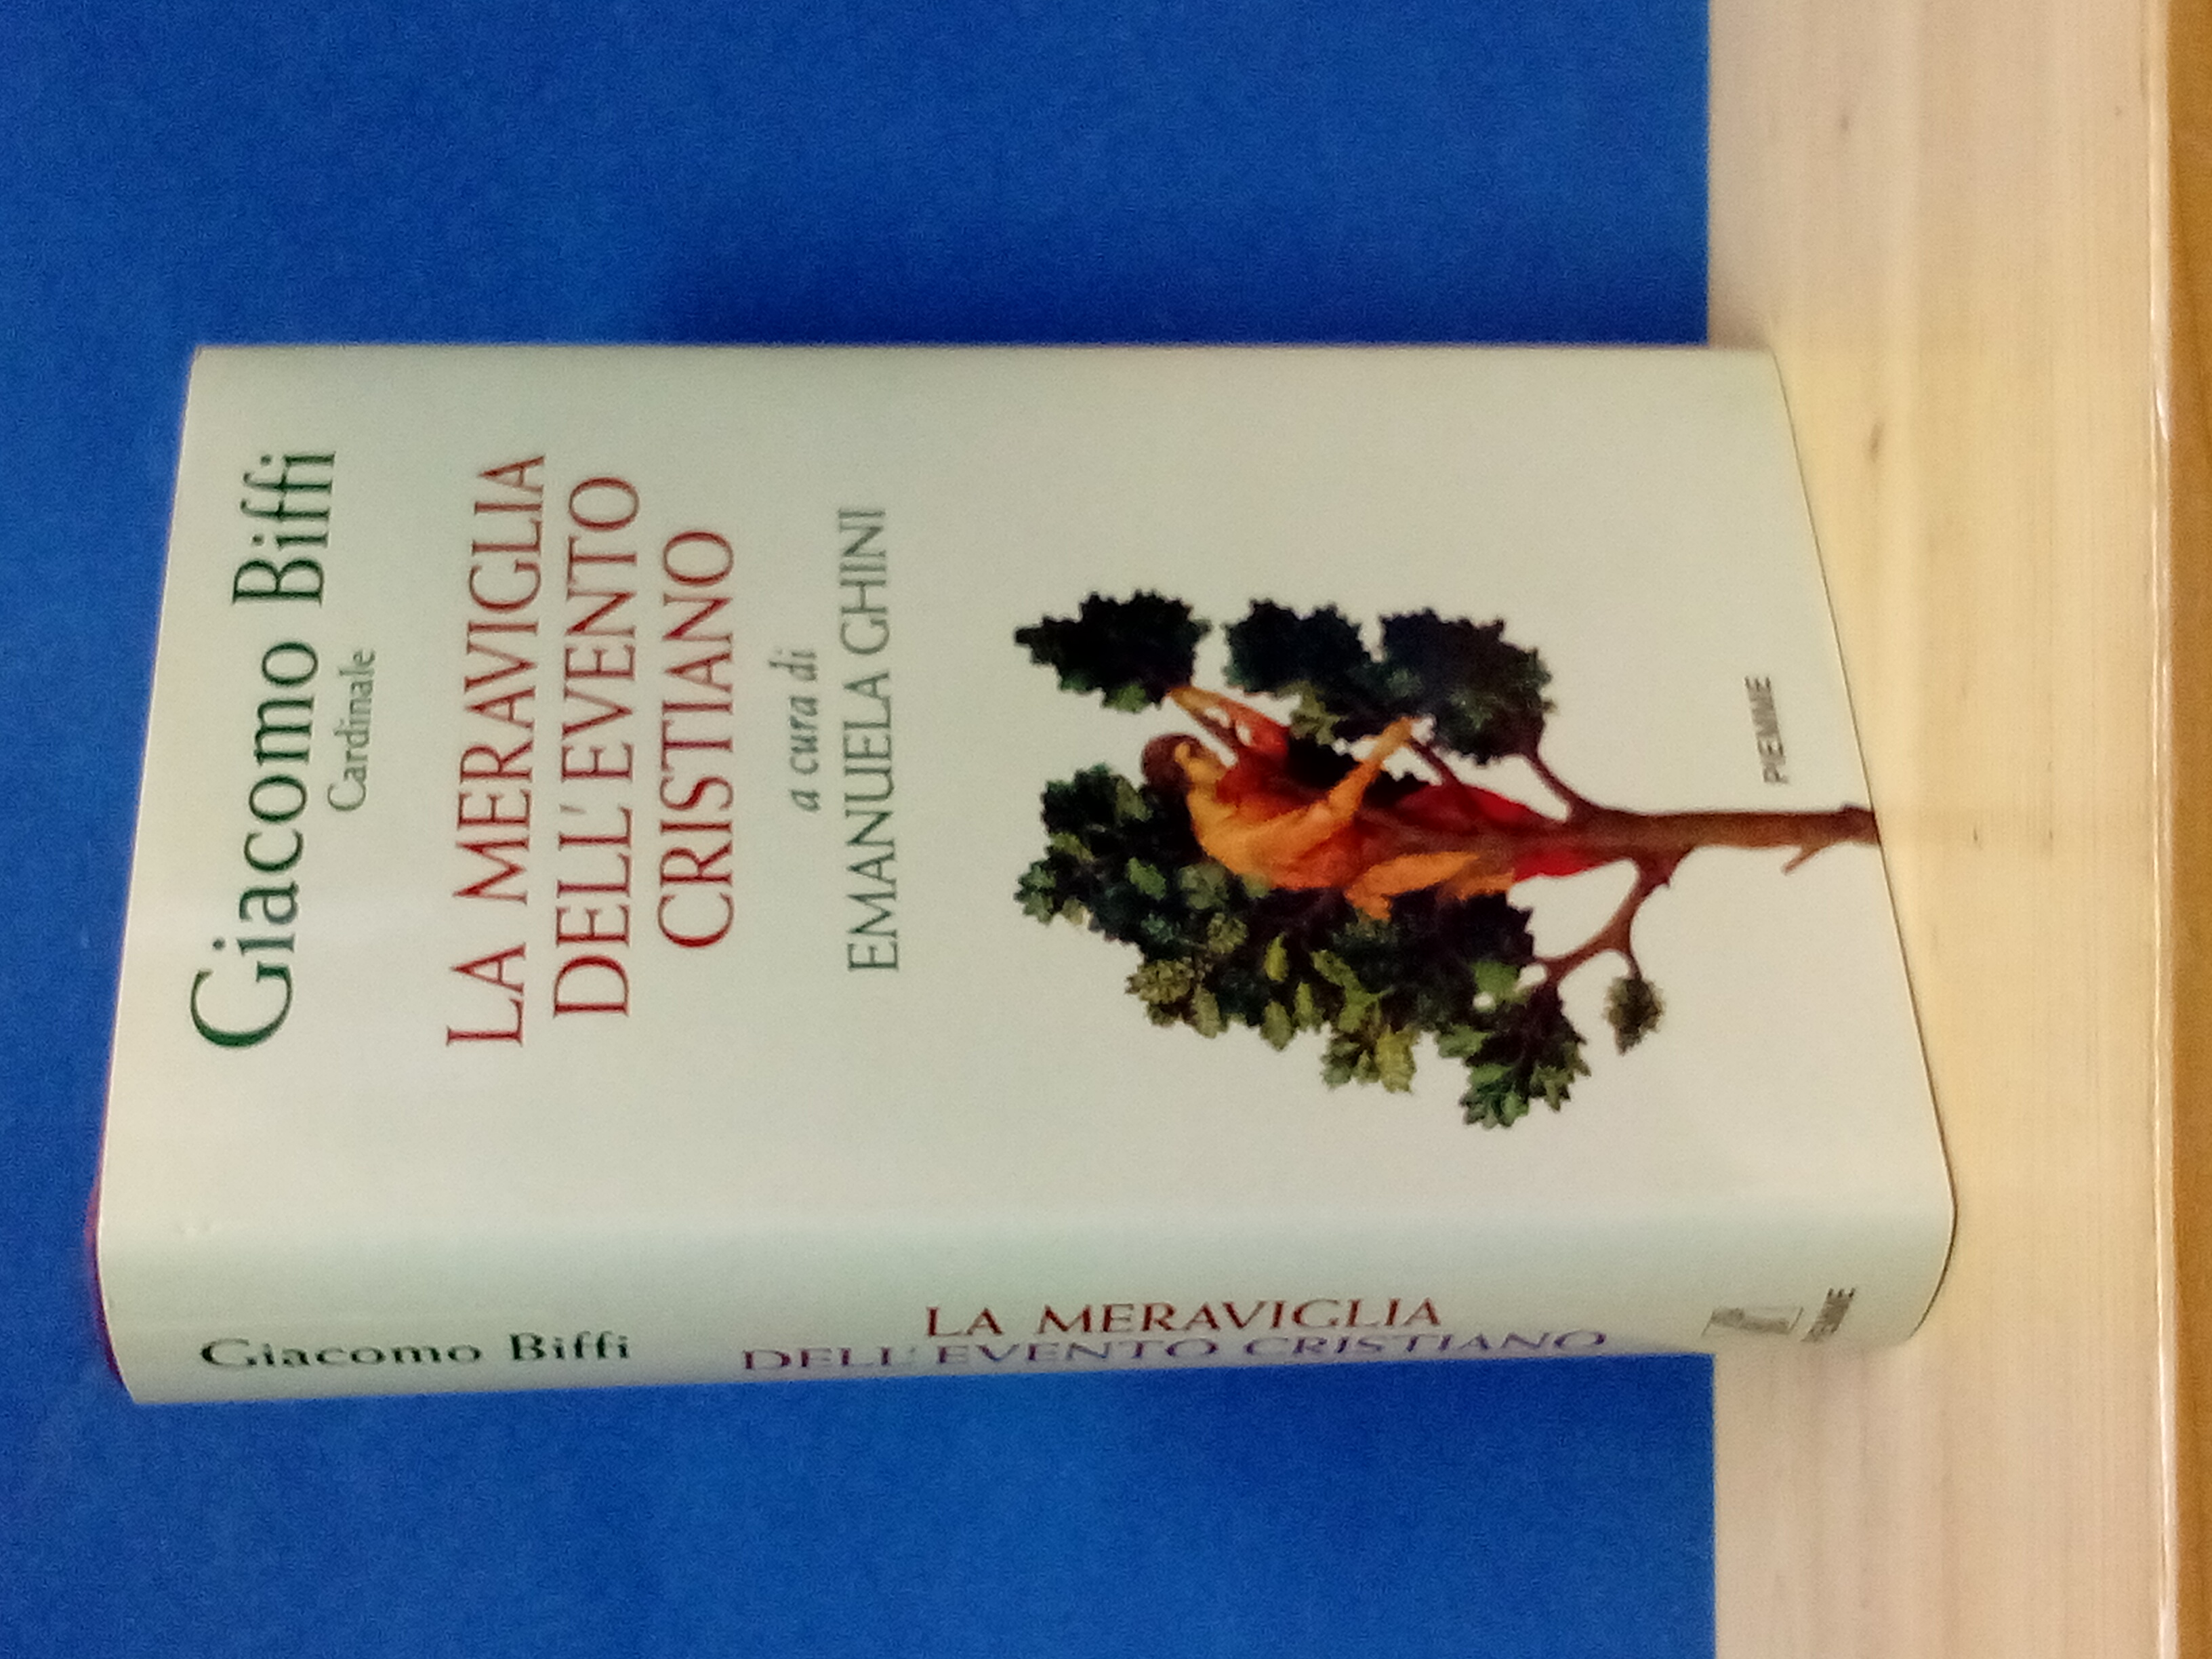 Giacomo Biffi
Cardinale
LA MERAVIGLIA
DELL'EVENTO
CRISTIANO
a cura di
EMANUELA GHINI
PIEMME
Giacomo Biffi
LA MERAVIGLIA
DELL'EVENTO CRISTIANO
PIEMME